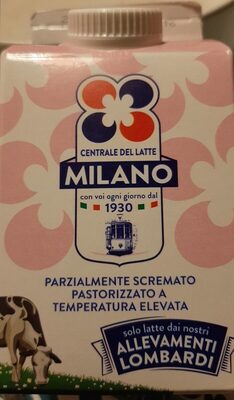 CENTRALE DEL LATTE
MILANO
con voi ogni giorno dal
1930
PARZIALMENTE SCREMATO
PASTORIZZATO A
TEMPERATURA ELEVATA
solo latte dai nostri
ALLEVAMENTI
LOMBARDI